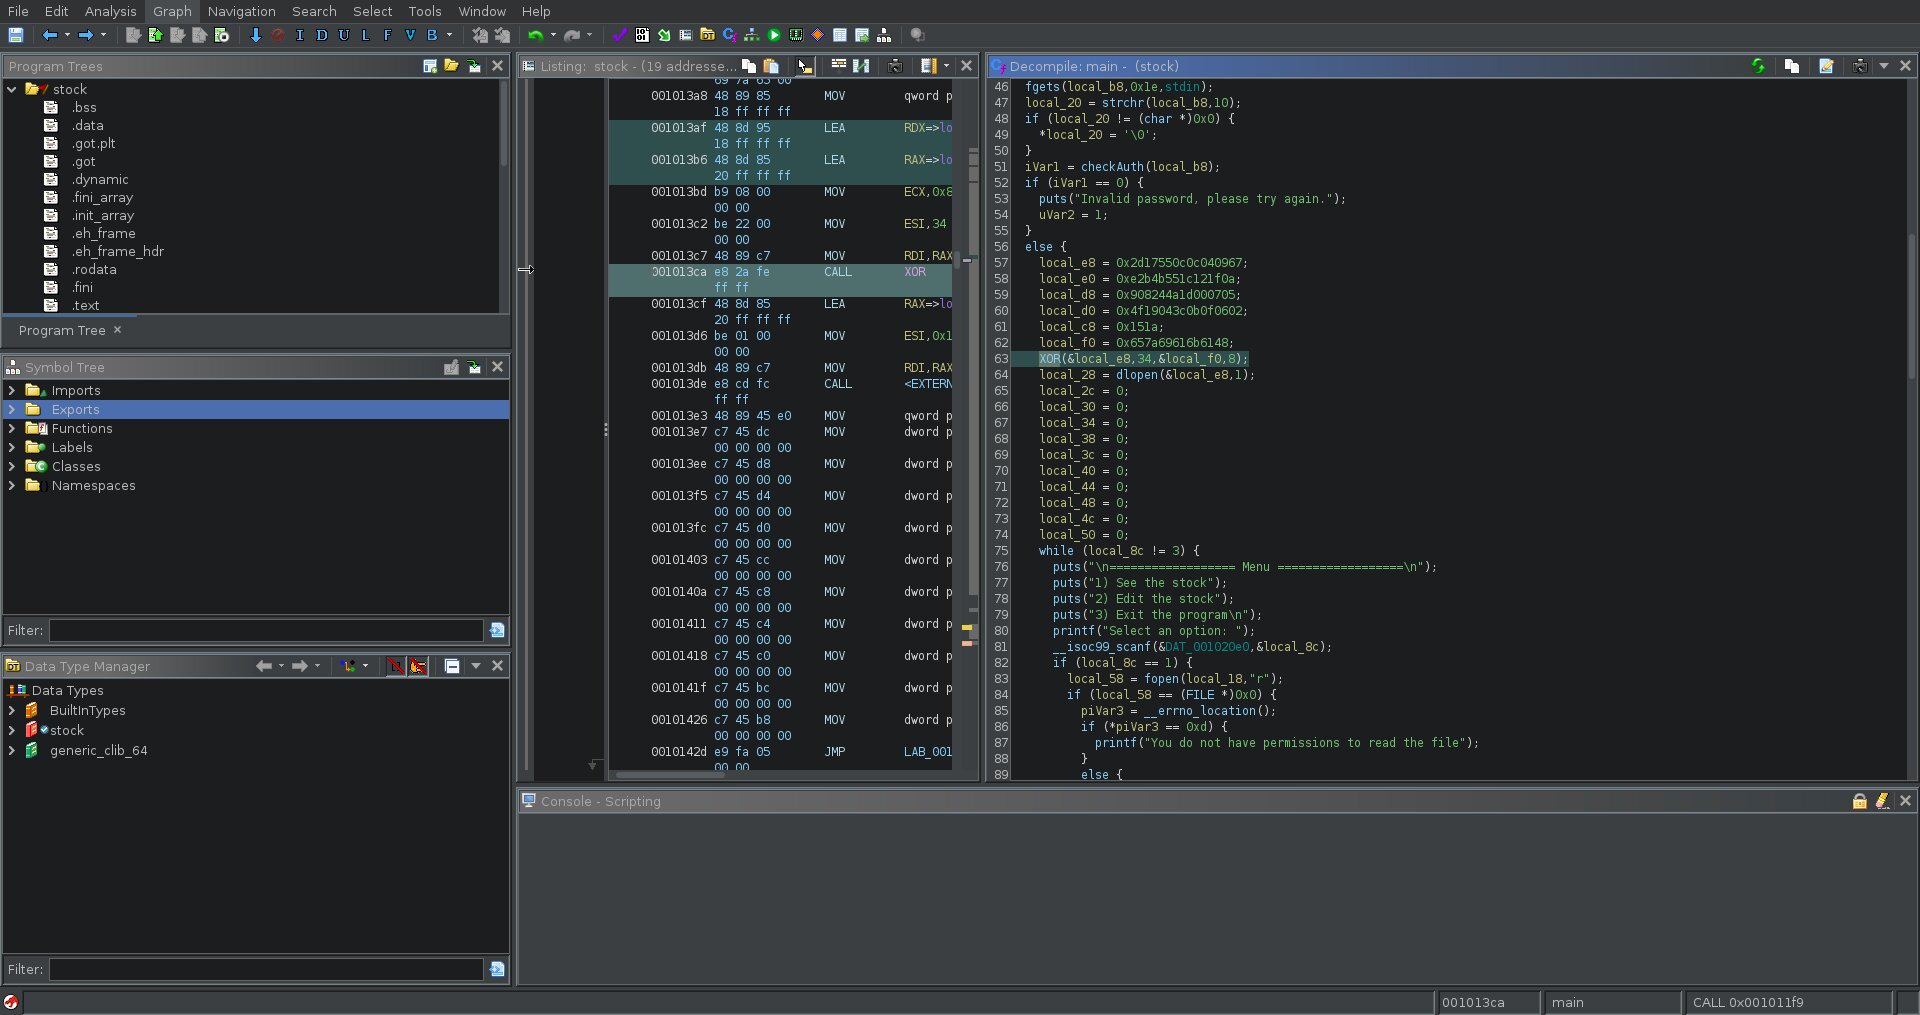 File Edit Analysis Graph Navigation Search Select Tools Window Help
I D U L F V B
Program Trees
stock
.bss
.data
.got.plt
.got
.dynamic
.fini_array
.init_array
.eh_frame
.eh_frame_hdr
.rodata
.fini
.text
Program Tree
Symbol Tree
Imports
Exports
Functions
Labels
Classes
Namespaces
Filter:
Data Type Manager
Data Types
BuiltInTypes
stock
generic_clib_64
Filter:
Listing: stock - (19 addresse...
69 7a 65 00
001013a8 48 89 85 MOV qword p
18 ff ff ff
001013af 48 8d 95 LEA RDX=>lo
18 ff ff ff
001013b6 48 8d 85 LEA RAX=>lo
20 ff ff ff
001013bd b9 08 00 MOV ECX,0x8
00 00
001013c2 be 22 00 MOV ESI,34
00 00
001013c7 48 89 c7 MOV RDI,RAX
001013ca e8 2a fe CALL XOR
ff ff
001013cf 48 8d 85 LEA RAX=>lo
20 ff ff ff
001013d6 be 01 00 MOV ESI,0x1
00 00
001013db 48 89 c7 MOV RDI,RAX
001013de e8 cd fc CALL <EXTERN
ff ff
001013e3 48 89 45 e0 MOV qword p
001013e7 c7 45 dc MOV dword p
00 00 00 00
001013ee c7 45 d8 MOV dword p
00 00 00 00
001013f5 c7 45 d4 MOV dword p
00 00 00 00
001013fc c7 45 d0 MOV dword p
00 00 00 00
00101403 c7 45 cc MOV dword p
00 00 00 00
0010140a c7 45 c8 MOV dword p
00 00 00 00
00101411 c7 45 c4 MOV dword p
00 00 00 00
00101418 c7 45 c0 MOV dword p
00 00 00 00
0010141f c7 45 bc MOV dword p
00 00 00 00
00101426 c7 45 b8 MOV dword p
00 00 00 00
0010142d e9 fa 05 JMP LAB_001
00 00
Decompile: main - (stock)
46 fgets(local_b8,0x1e,stdin);
47 local_20 = strchr(local_b8,10);
48 if (local_20 != (char *)0x0) {
49 *local_20 = '\0';
50 }
51 iVar1 = checkAuth(local_b8);
52 if (iVar1 == 0) {
53 puts("Invalid password, please try again.");
54 uVar2 = 1;
55 }
56 else {
57 local_e8 = 0x2d17550c0c040967;
58 local_e0 = 0xe2b4b551c121f0a;
59 local_d8 = 0x908244a1d000705;
60 local_d0 = 0x4f19043c0b0f0602;
61 local_c8 = 0x151a;
62 local_f0 = 0x657a69616b6148;
63 XOR(&local_e8,34,&local_f0,8);
64 local_28 = dlopen(&local_e8,1);
65 local_2c = 0;
66 local_30 = 0;
67 local_34 = 0;
68 local_38 = 0;
69 local_3c = 0;
70 local_40 = 0;
71 local_44 = 0;
72 local_48 = 0;
73 local_4c = 0;
74 local_50 = 0;
75 while (local_8c != 3) {
76 puts("\n================== Menu ==================\n");
77 puts("1) See the stock");
78 puts("2) Edit the stock");
79 puts("3) Exit the program\n");
80 printf("Select an option: ");
81 __isoc99_scanf(&DAT_001020e0,&local_8c);
82 if (local_8c == 1) {
83 local_58 = fopen(local_18,"r");
84 if (local_58 == (FILE *)0x0) {
85 piVar3 = __errno_location();
86 if (*piVar3 == 0xd) {
87 printf("You do not have permissions to read the file");
88 }
89 else {
Console - Scripting
001013ca main CALL 0x001011f9